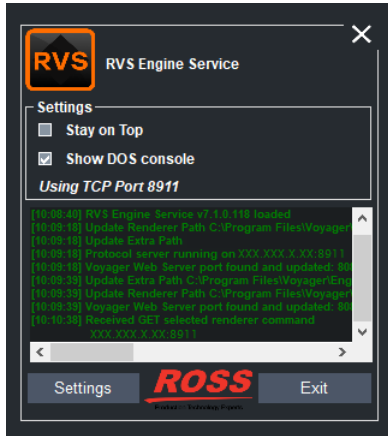 RVS
RVS Engine Service
Settings
Stay on Top
Show DOS console
Using TCP Port 8911
[10:08:40] RVS Engine Service v7.1.0.118 loaded
[10:09:18] Update Renderer Path C:\Program Files\Voyager\
[10:09:18] Update Extra Path
[10:09:18] Protocol server running on XXX.XXX.X.XX:8911
[10:09:18] Voyager Web Server port found and updated: 80
[10:09:39] Update Extra Path C:\Program Files\Voyager\Eng
[10:09:39] Update Renderer Path C:\Program Files\Voyager\
[10:09:39] Voyager Web Server port found and updated: 80
[10:10:38] Received GET selected renderer command
XXX.XXX.X.XX:8911
Settings
ROSS
Exit